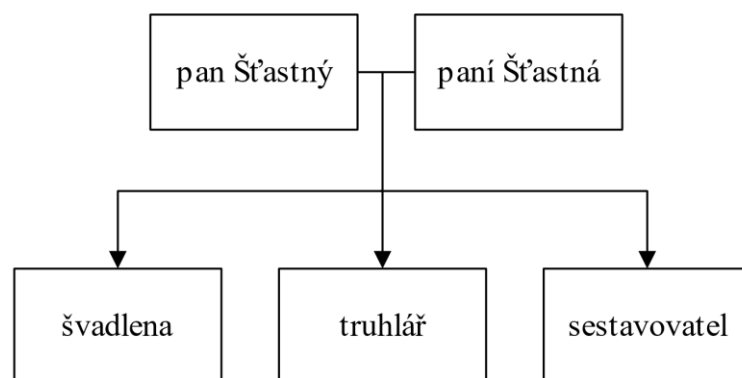 pan Šťastný
paní Šťastná
švadlena
truhlář
sestavovatel